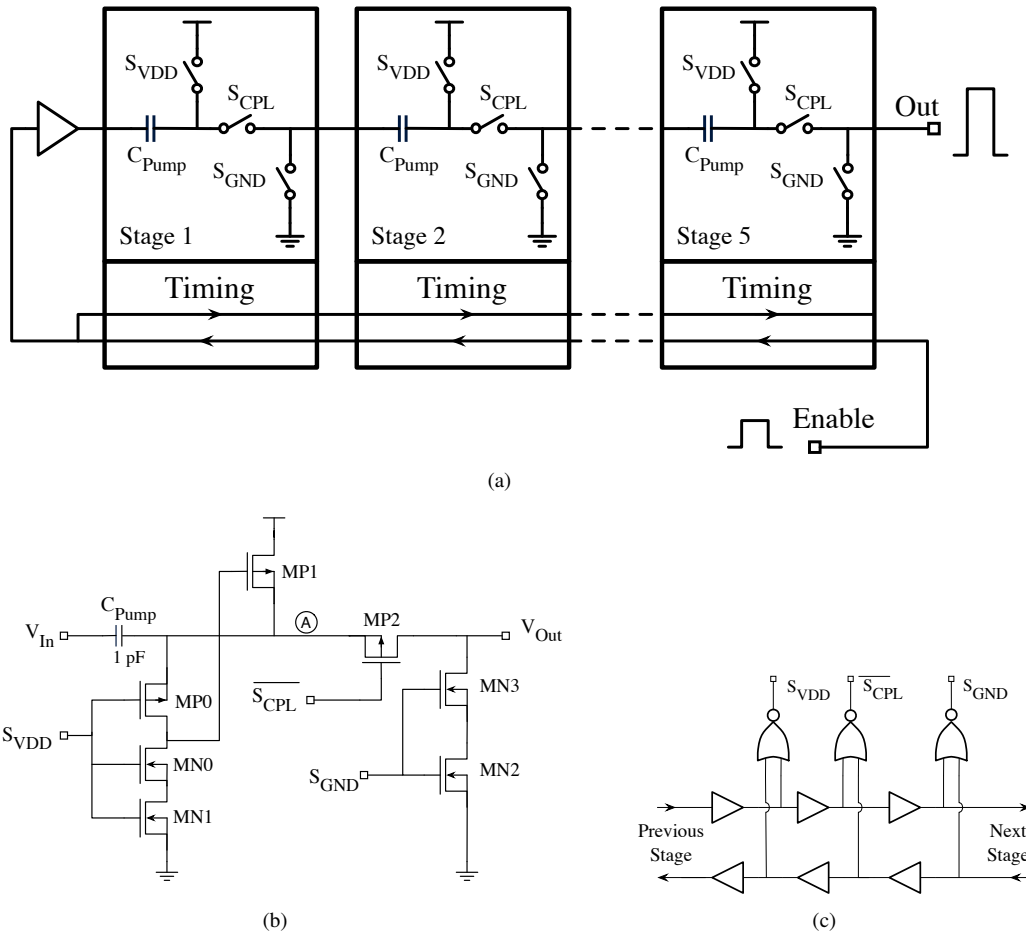 S_VDD
S_CPL
C_Pump
S_GND
Stage 1
Timing
S_VDD
S_CPL
C_Pump
S_GND
Stage 2
Timing
S_VDD
S_CPL
C_Pump
S_GND
Stage 5
Timing
Out
Enable
(a)
MP1
C_Pump
A
MP2
V_In
V_Out
1 pF
MP0
S_CPL
MN3
S_VDD
MN0
S_GND
MN2
MN1
(b)
S_VDD
S_CPL
S_GND
Previous
Stage
Next
Stage
(c)